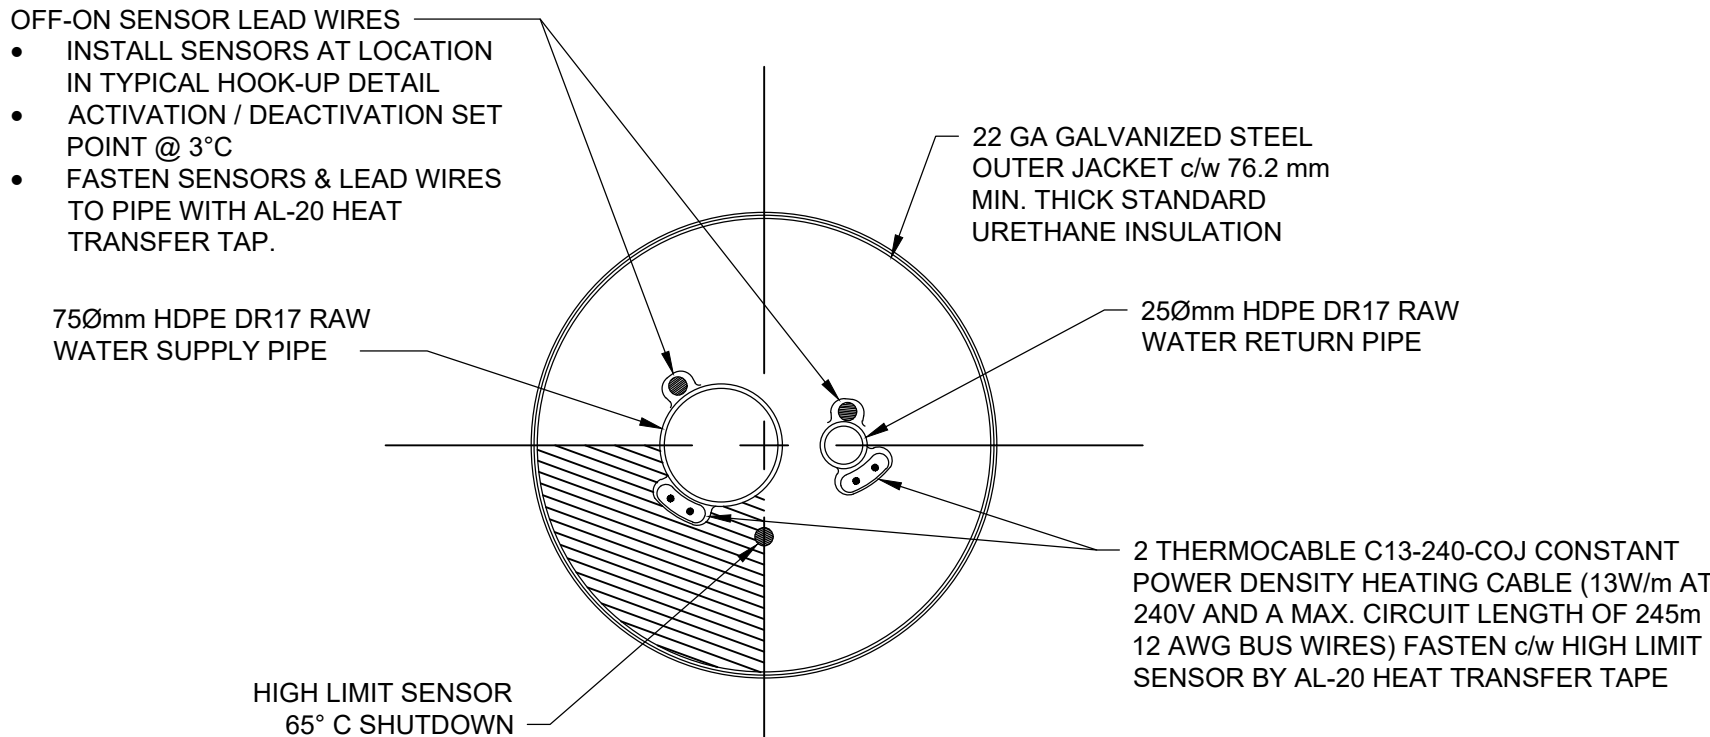 OFF-ON SENSOR LEAD WIRES
• INSTALL SENSORS AT LOCATION
IN TYPICAL HOOK-UP DETAIL
• ACTIVATION / DEACTIVATION SET
POINT @ 3°C
• FASTEN SENSORS & LEAD WIRES
TO PIPE WITH AL-20 HEAT
TRANSFER TAP.
22 GA GALVANIZED STEEL
OUTER JACKET c/w 76.2 mm
MIN. THICK STANDARD
URETHANE INSULATION
75Ømm HDPE DR17 RAW
WATER SUPPLY PIPE
25Ømm HDPE DR17 RAW
WATER RETURN PIPE
2 THERMOCABLE C13-240-COJ CONSTANT
POWER DENSITY HEATING CABLE (13W/m AT
240V AND A MAX. CIRCUIT LENGTH OF 245m
12 AWG BUS WIRES) FASTEN c/w HIGH LIMIT
SENSOR BY AL-20 HEAT TRANSFER TAPE
HIGH LIMIT SENSOR
65° C SHUTDOWN